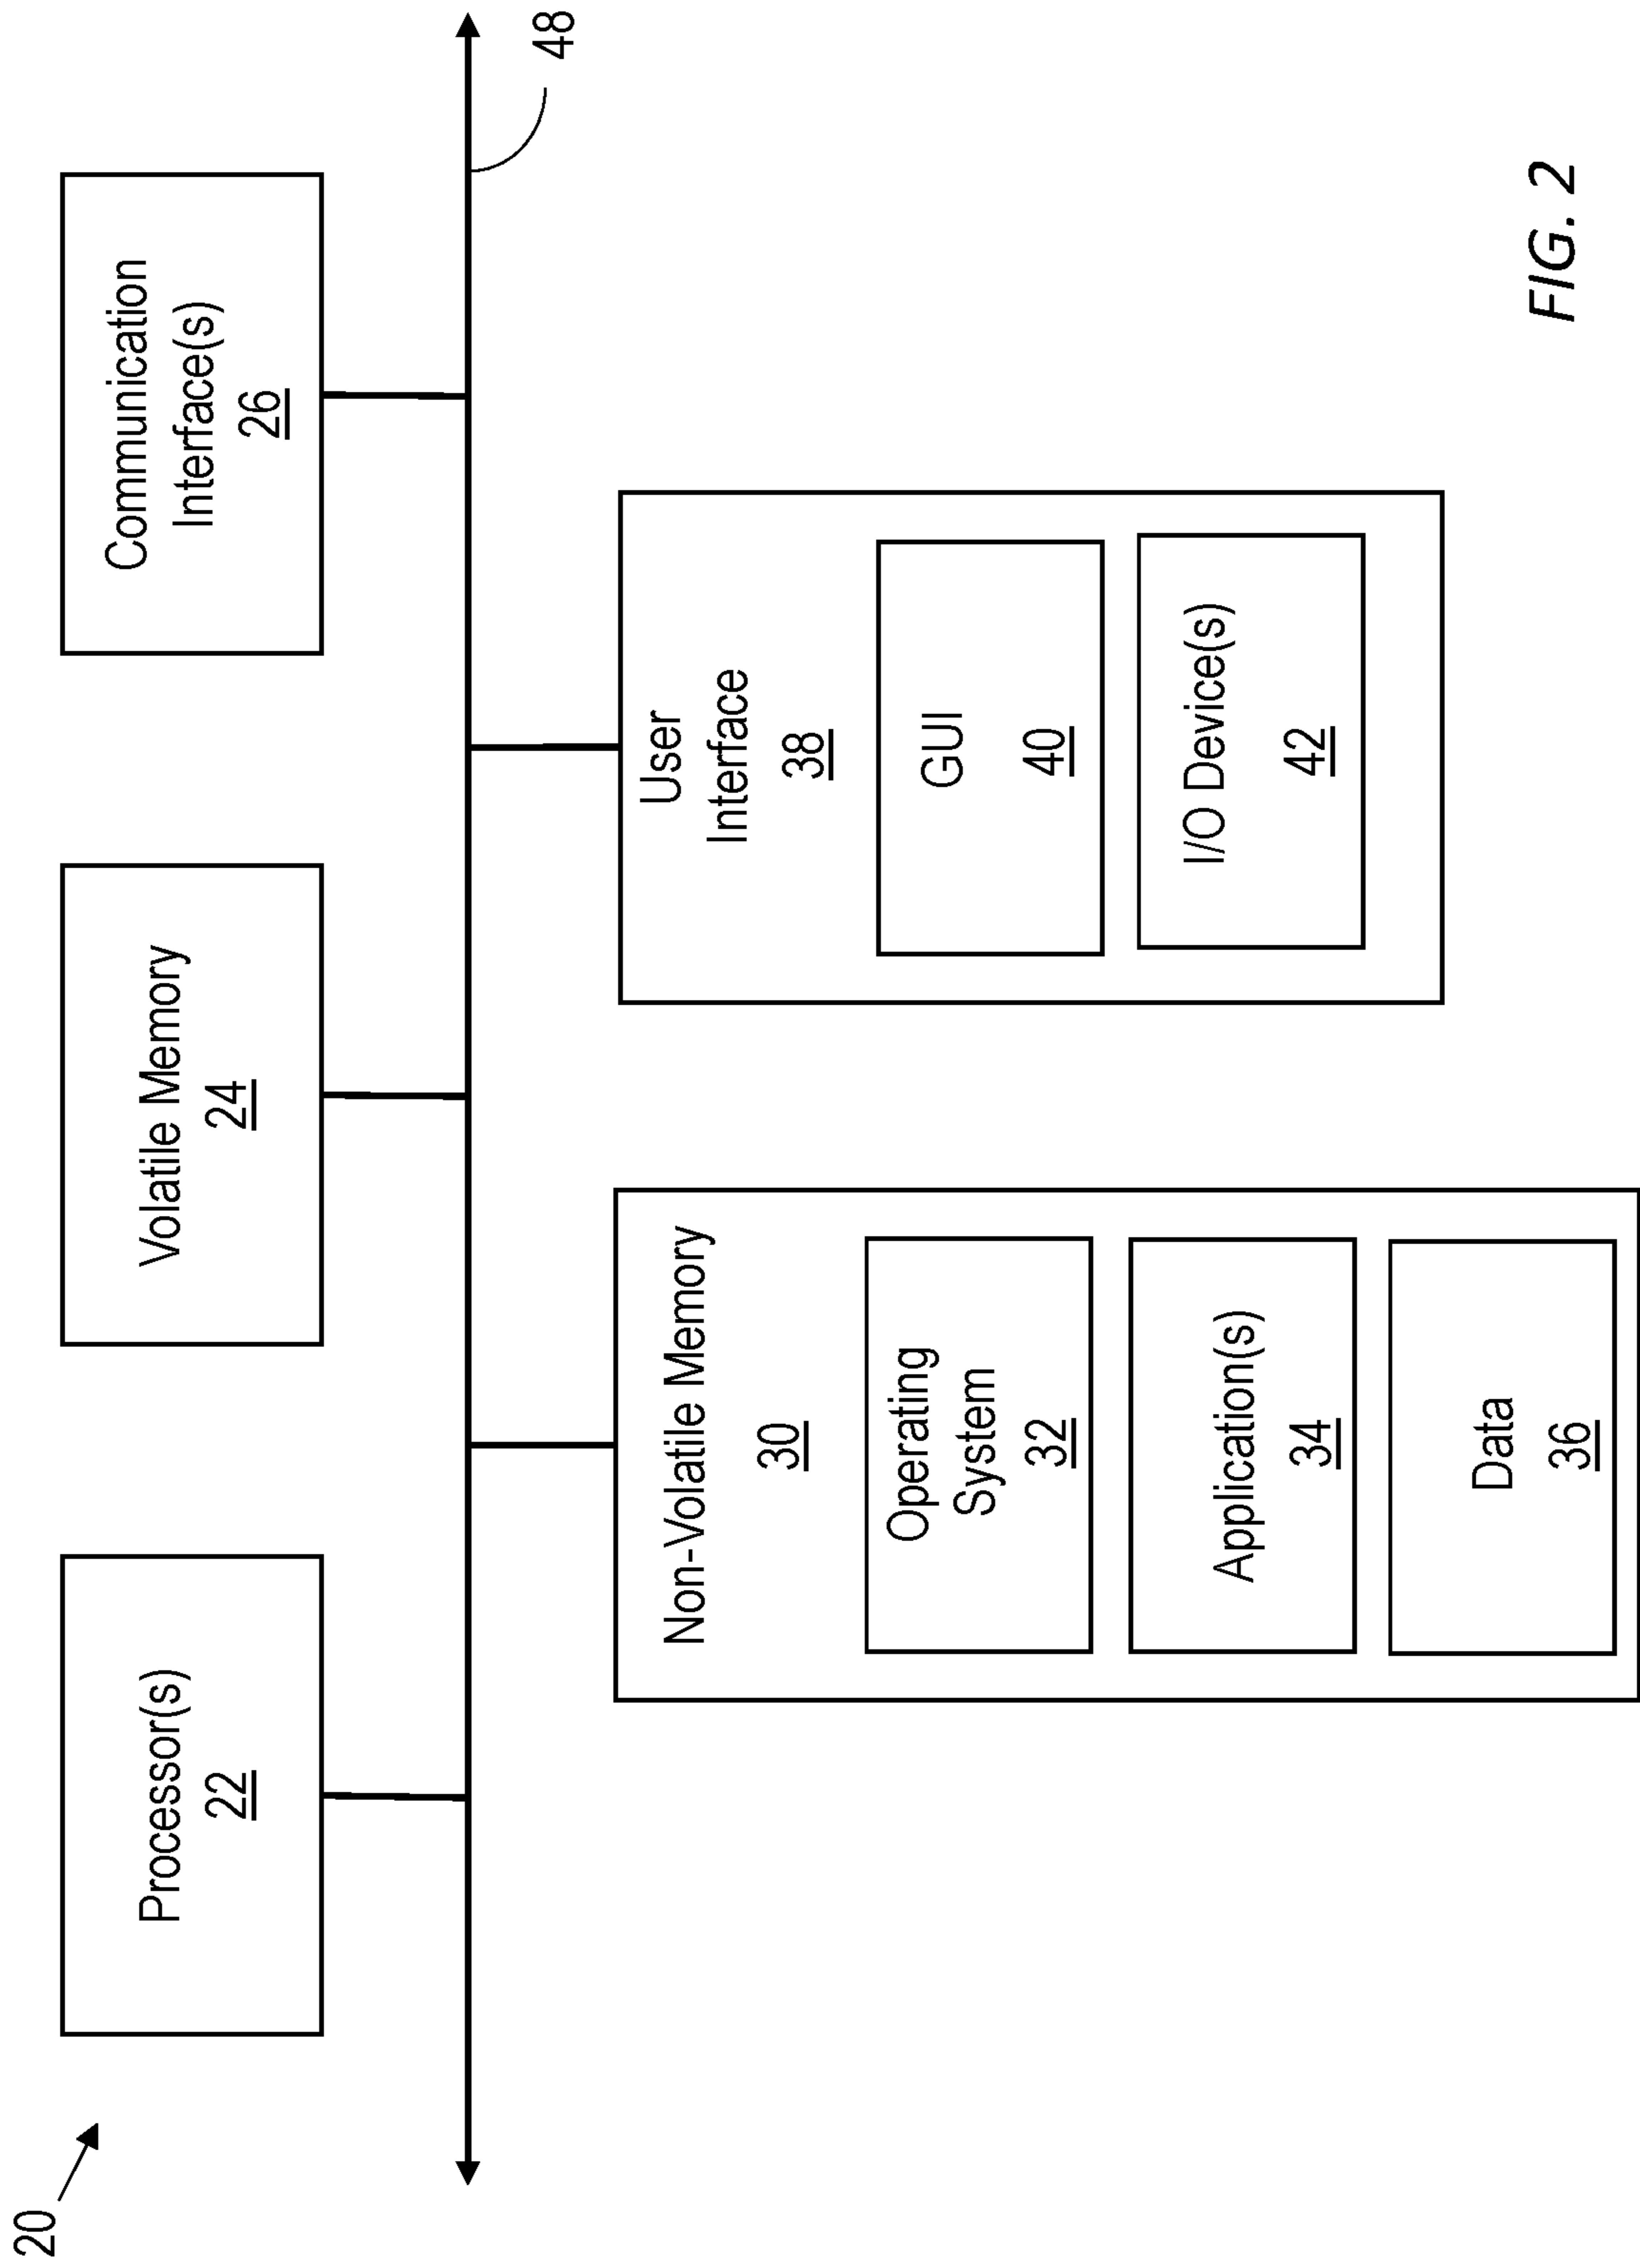 20
Processor(s)
22
Volatile Memory
24
Communication
Interface(s)
26
48
Non-Volatile Memory
30
Operating
System
32
Application(s)
34
Data
36
User
Interface
38
GUI
40
I/O Device(s)
42
FIG. 2